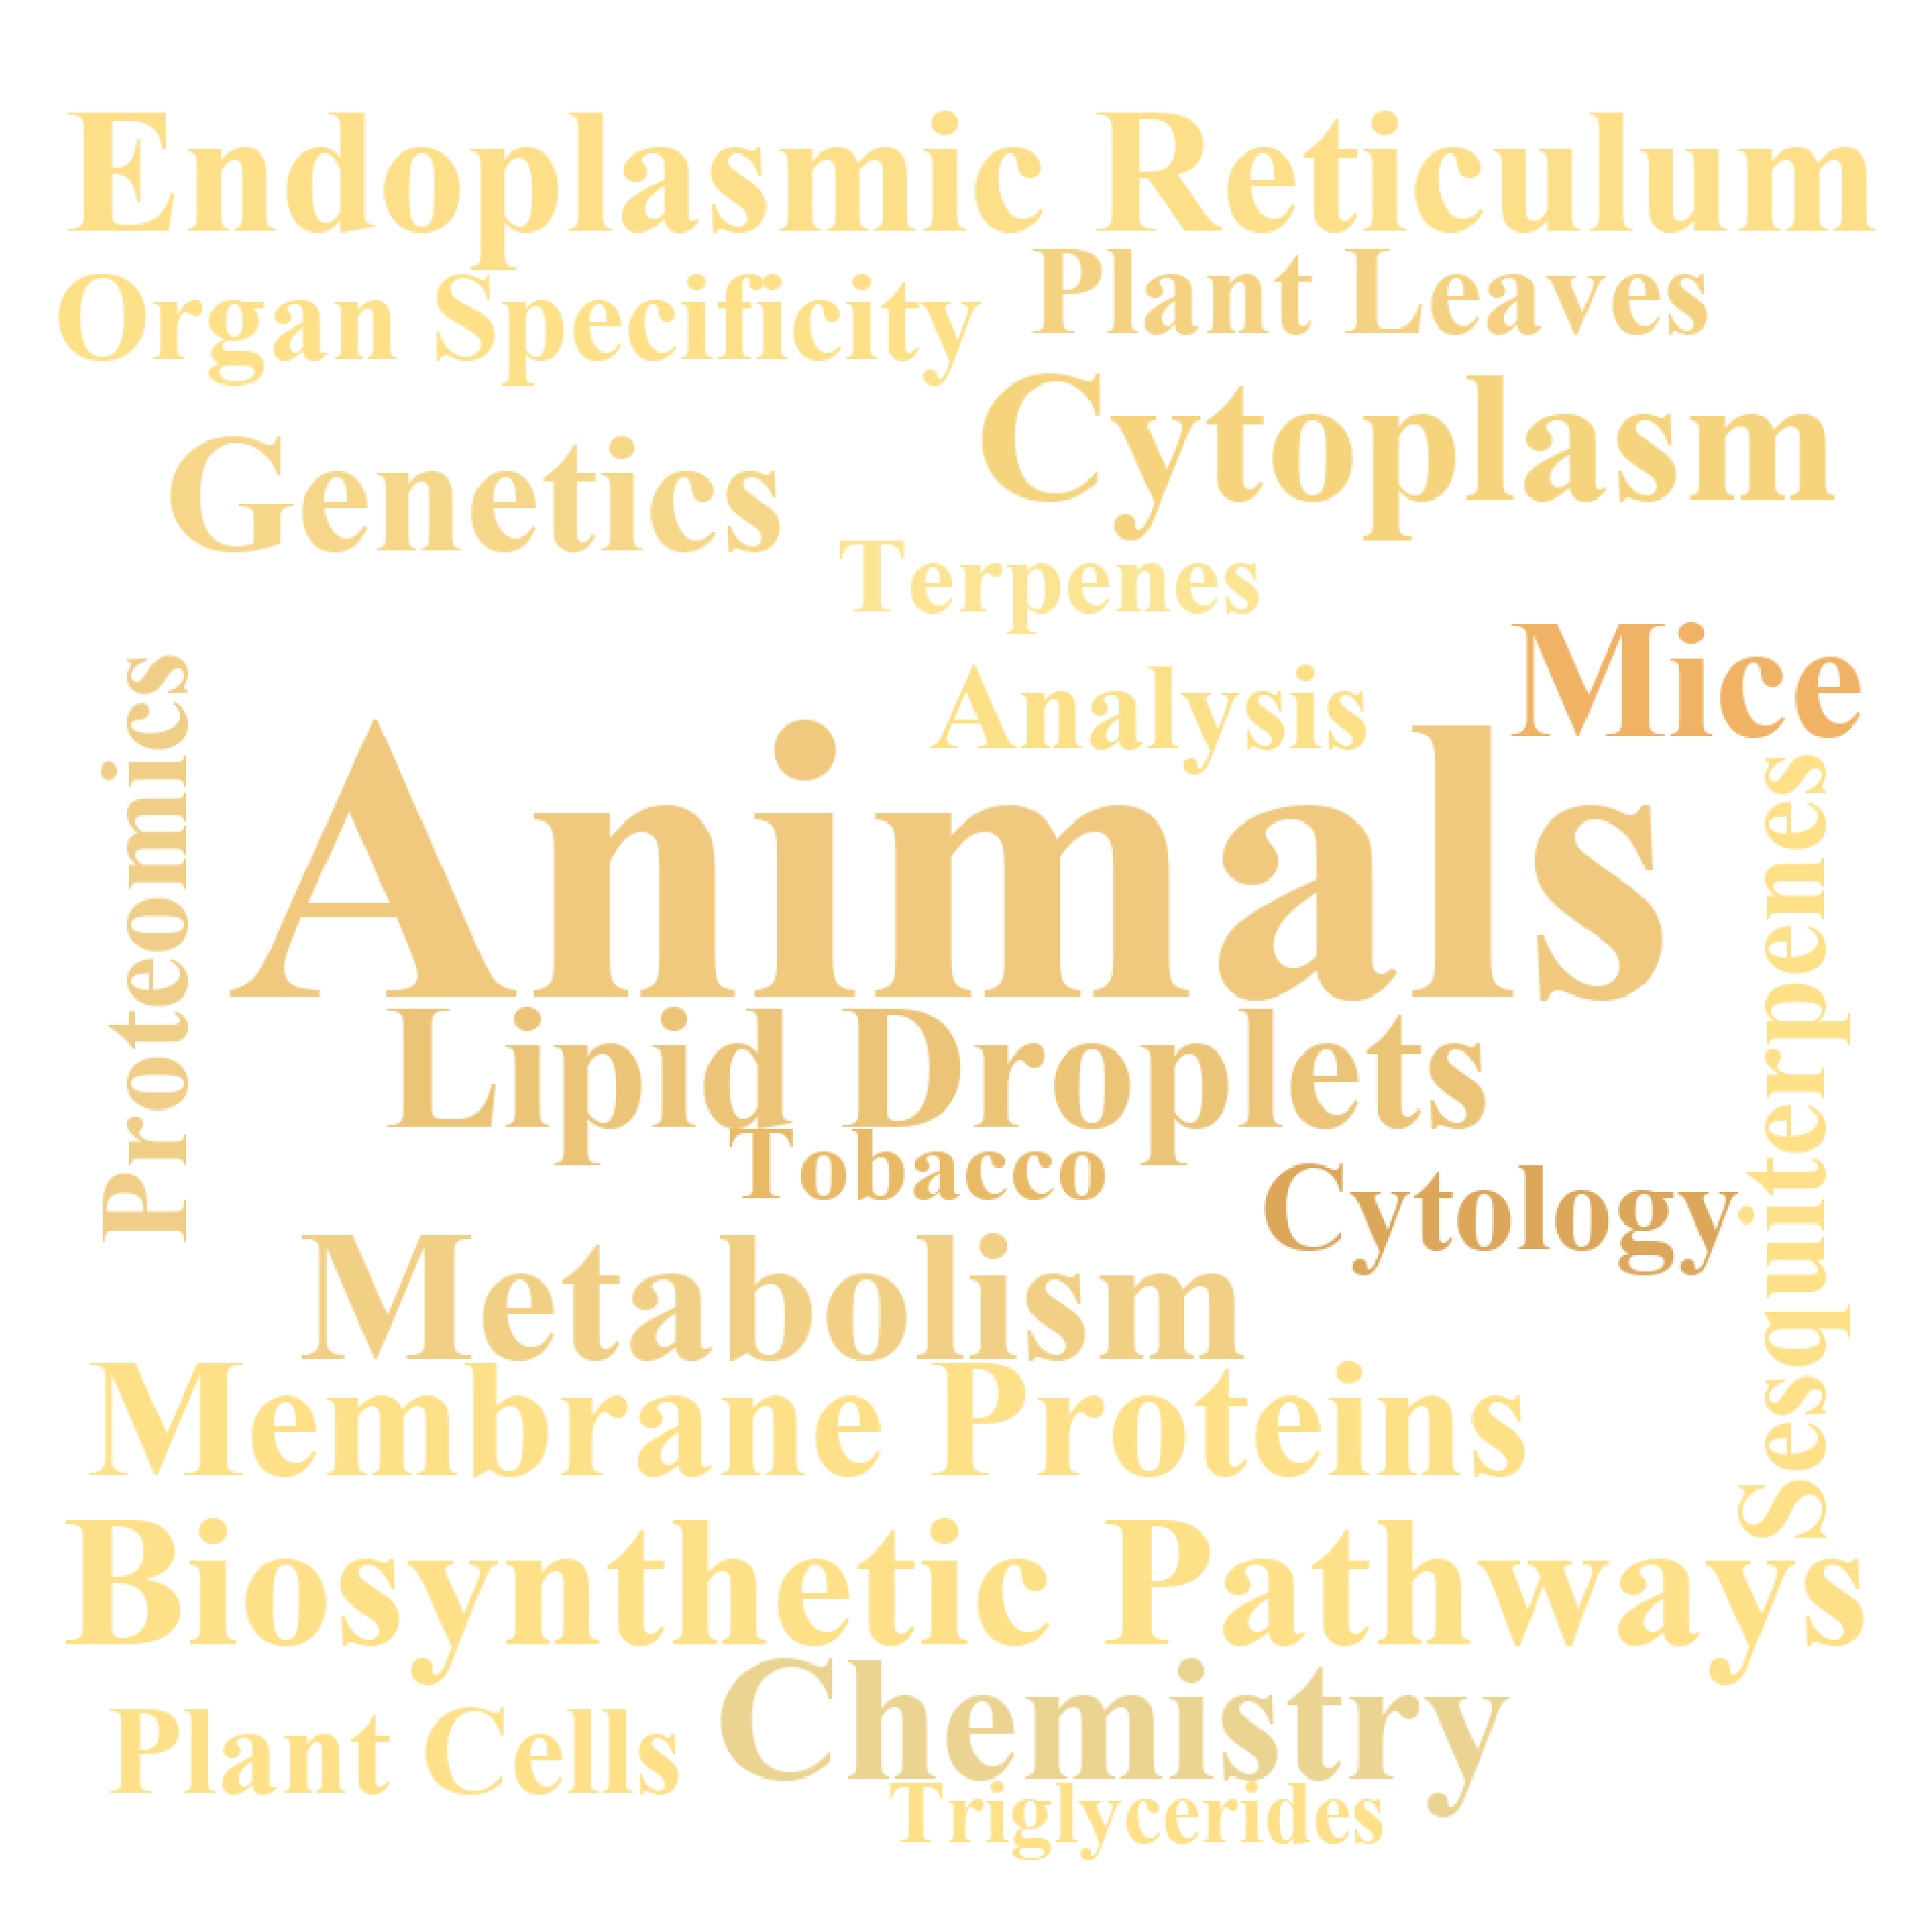 Endoplasmic Reticulum
Organ Specificity
Plant Leaves
Cytoplasm
Genetics
Terpenes
Mice
Analysis
Proteomics
Animals
Sesquiterpenes
Lipid Droplets
Tobacco
Cytology
Metabolism
Membrane Proteins
Biosynthetic Pathways
Chemistry
Plant Cells
Triglycerides